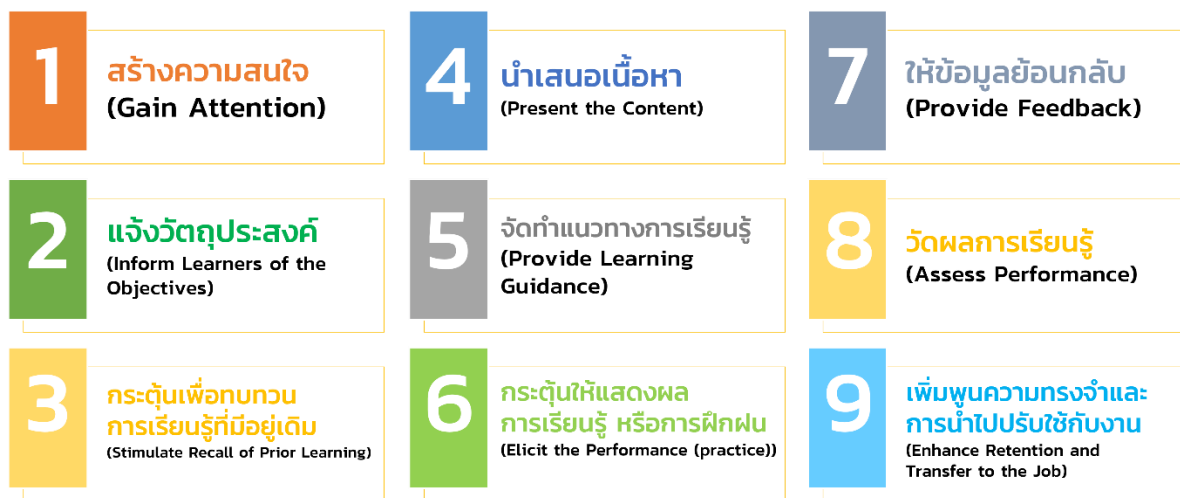 1
สร้างความสนใจ
(Gain Attention)
2
แจ้งวัตถุประสงค์
(Inform Learners of the
Objectives)
3
กระตุ้นเพื่อทบทวน
การเรียนรู้ที่มีอยู่เดิม
(Stimulate Recall of Prior Learning)
4
นำเสนอเนื้อหา
(Present the Content)
5
จัดทำแนวทางการเรียนรู้
(Provide Learning
Guidance)
6
กระตุ้นให้แสดงผล
การเรียนรู้ หรือการฝึกฝน
(Elicit the Performance (practice))
7
ให้ข้อมูลย้อนกลับ
(Provide Feedback)
8
วัดผลการเรียนรู้
(Assess Performance)
9
เพิ่มพูนความทรงจำและ
การนำไปปรับใช้กับงาน
(Enhance Retention and
Transfer to the Job)